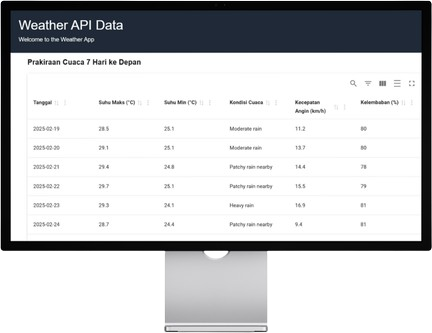 Weather API Data
Welcome to the Weather App
Prakiraan Cuaca 7 Hari ke Depan
Tanggal Suhu Maks (°C) Suhu Min (°C) Kondisi Cuaca Kecepatan Angin (km/h) Kelembaban (%)
2025-02-19 28.5 25.1 Moderate rain 11.2 80
2025-02-20 29.1 25.1 Moderate rain 13.7 80
2025-02-21 29.4 24.8 Patchy rain nearby 14.4 78
2025-02-22 29.7 25.1 Patchy rain nearby 15.5 79
2025-02-23 29.3 24.1 Heavy rain 16.9 81
2025-02-24 28.7 24.4 Patchy rain nearby 9.4 81